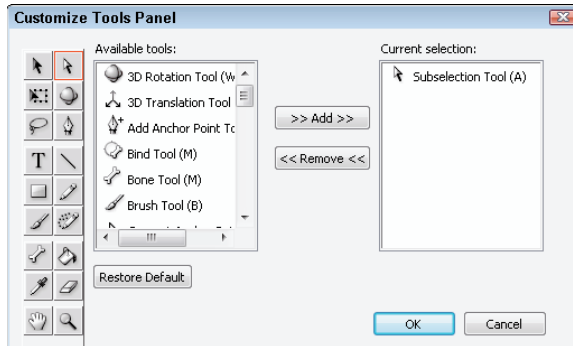 Customize Tools Panel
Available tools:
3D Rotation Tool (W
3D Translation Tool
Add Anchor Point To
Bind Tool (M)
Bone Tool (M)
Brush Tool (B)
>> Add >>
<< Remove <<
Current selection:
Subselection Tool (A)
Restore Default
OK
Cancel